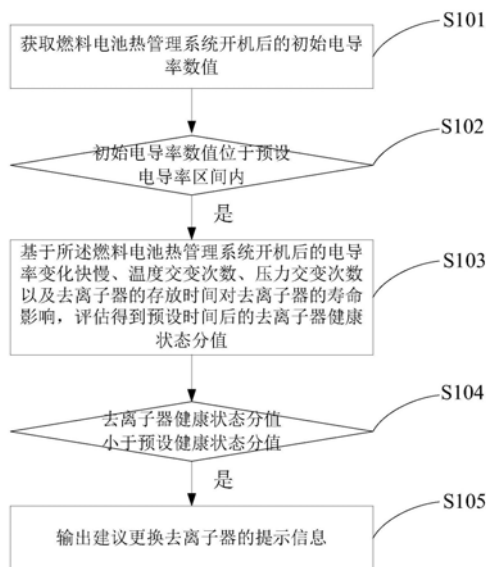 S101
获取燃料电池热管理系统开机后的初始电导
率数值
S102
初始电导率数值位于预设
电导率区间内
是
S103
基于所述燃料电池热管理系统开机后的电导
率变化快慢、温度交变次数、压力交变次数
以及去离子器的存放时间对去离子器的寿命
影响，评估得到预设时间后的去离子器健康
状态分值
S104
去离子器健康状态分值
小于预设健康状态分值
是
S105
输出建议更换去离子器的提示信息